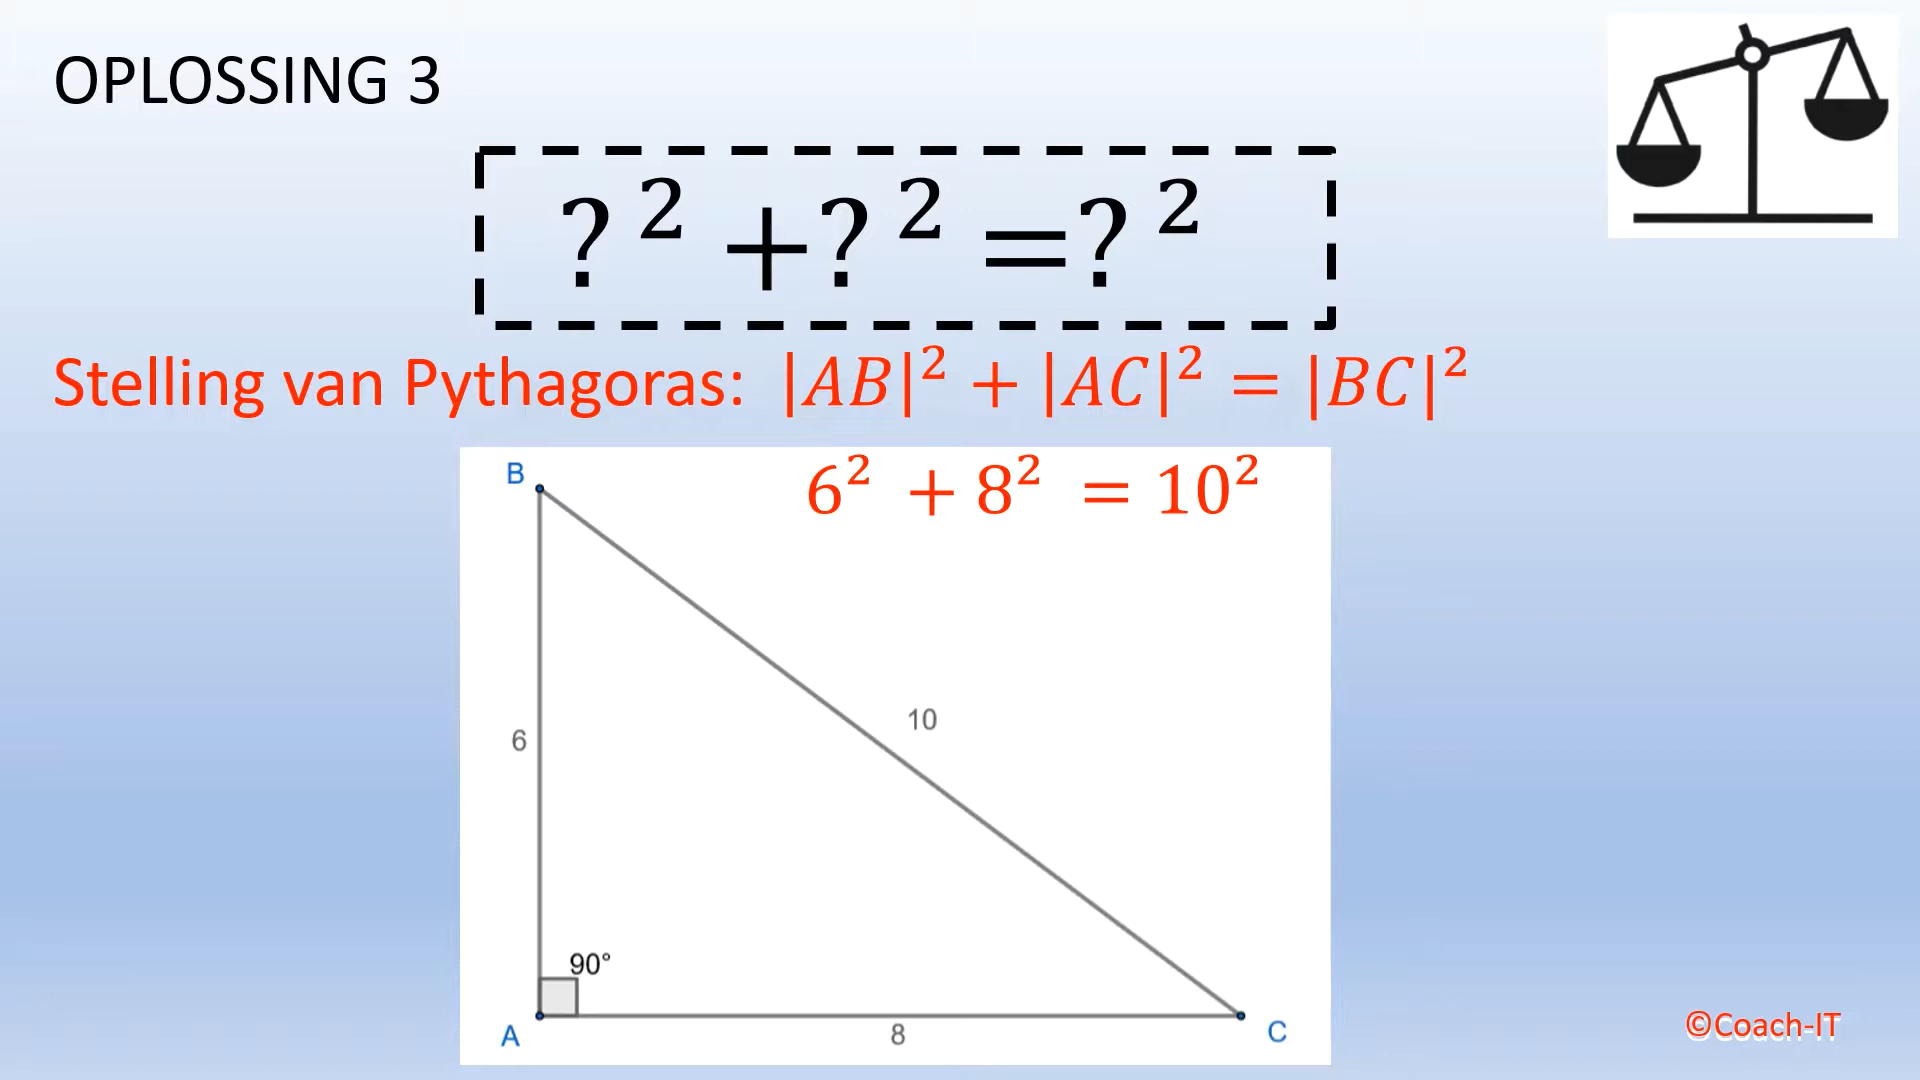 OPLOSSING 3
?² +?² =?²
Stelling van Pythagoras: |AB|² + |AC|² = |BC|²
B
6² + 8² = 10²
10
6
90°
A
8
C
©Coach-IT